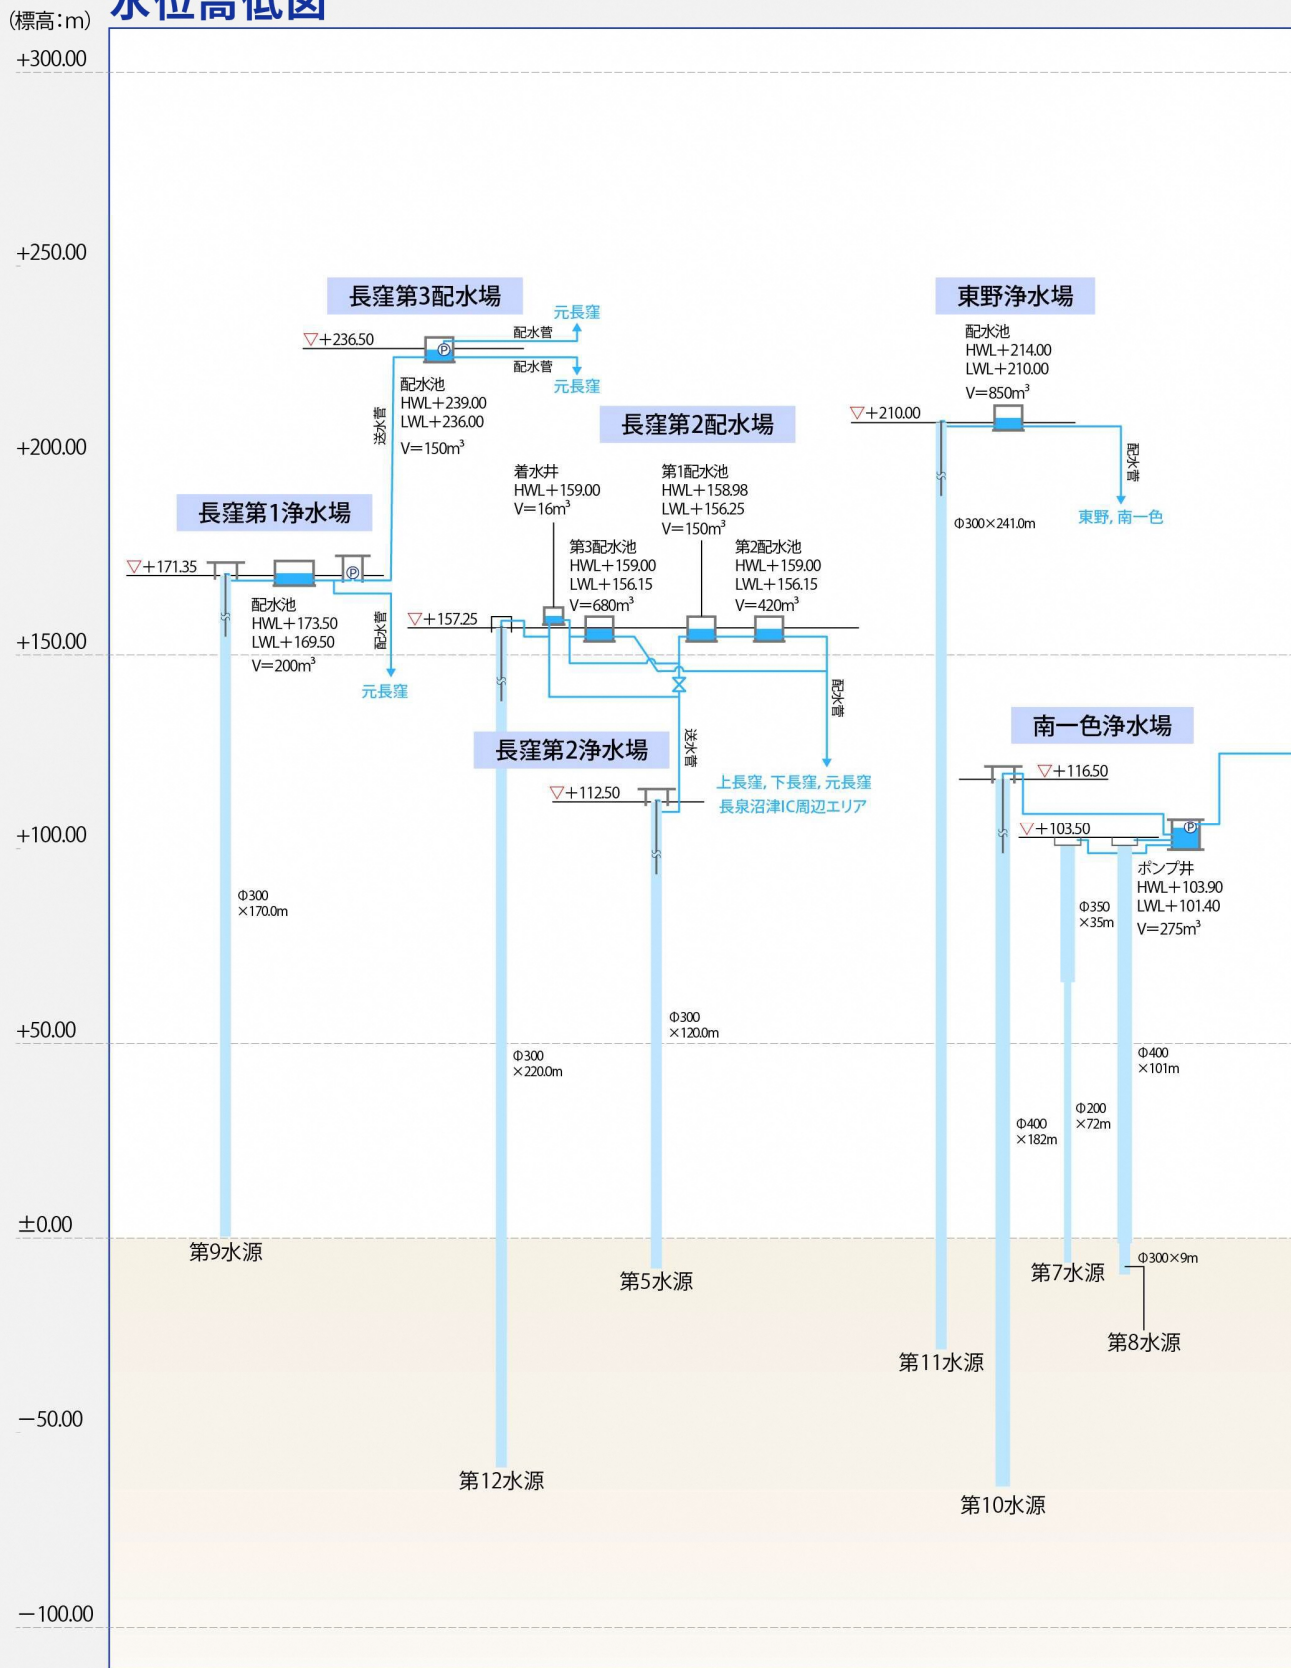 水位高低図
(標高:m)
+300.00
+250.00
+200.00
+150.00
+100.00
+50.00
±0.00
−50.00
−100.00
長窪第3配水場
▽+236.50
Ⓟ
配水菅
元長窪
配水菅
元長窪
配水池
HWL+239.00
LWL+236.00
V=150m³
送水菅
長窪第1浄水場
▽+171.35
Ⓟ
配水池
HWL+173.50
LWL+169.50
V=200m³
配水菅
元長窪
Φ300
×170.0m
第9水源
長窪第2配水場
着水井
HWL+159.00
V=16m³
第1配水池
HWL+158.98
LWL+156.25
V=150m³
第3配水池
HWL+159.00
LWL+156.15
V=680m³
第2配水池
HWL+159.00
LWL+156.15
V=420m³
▽+157.25
配水菅
上長窪, 下長窪, 元長窪
長泉沼津IC周辺エリア
長窪第2浄水場
送水菅
▽+112.50
Φ300
×220.0m
第12水源
Φ300
×120.0m
第5水源
東野浄水場
配水池
HWL+214.00
LWL+210.00
V=850m³
▽+210.00
配水菅
東野, 南一色
Φ300×241.0m
第11水源
南一色浄水場
▽+116.50
▽+103.50
Ⓟ
ポンプ井
HWL+103.90
LWL+101.40
V=275m³
Φ350
×35m
Φ400
×101m
Φ200
×72m
Φ400
×182m
Φ300×9m
第7水源
第8水源
第10水源